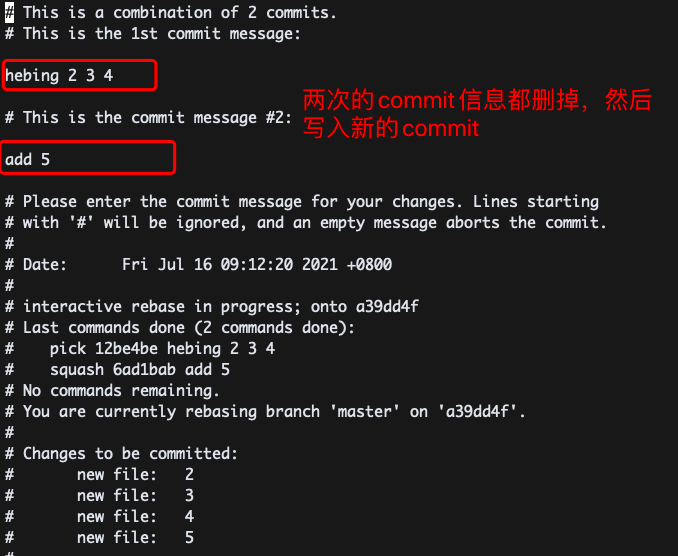 # This is a combination of 2 commits.
# This is the 1st commit message:
hebing 2 3 4
两次的commit信息都删掉，然后
写入新的commit
# This is the commit message #2:
add 5
# Please enter the commit message for your changes. Lines starting
# with '#' will be ignored, and an empty message aborts the commit.
#
# Date:      Fri Jul 16 09:12:20 2021 +0800
#
# interactive rebase in progress; onto a39dd4f
# Last commands done (2 commands done):
#    pick 12be4be hebing 2 3 4
#    squash 6ad1bab add 5
# No commands remaining.
# You are currently rebasing branch 'master' on 'a39dd4f'.
#
# Changes to be committed:
#       new file:   2
#       new file:   3
#       new file:   4
#       new file:   5
#